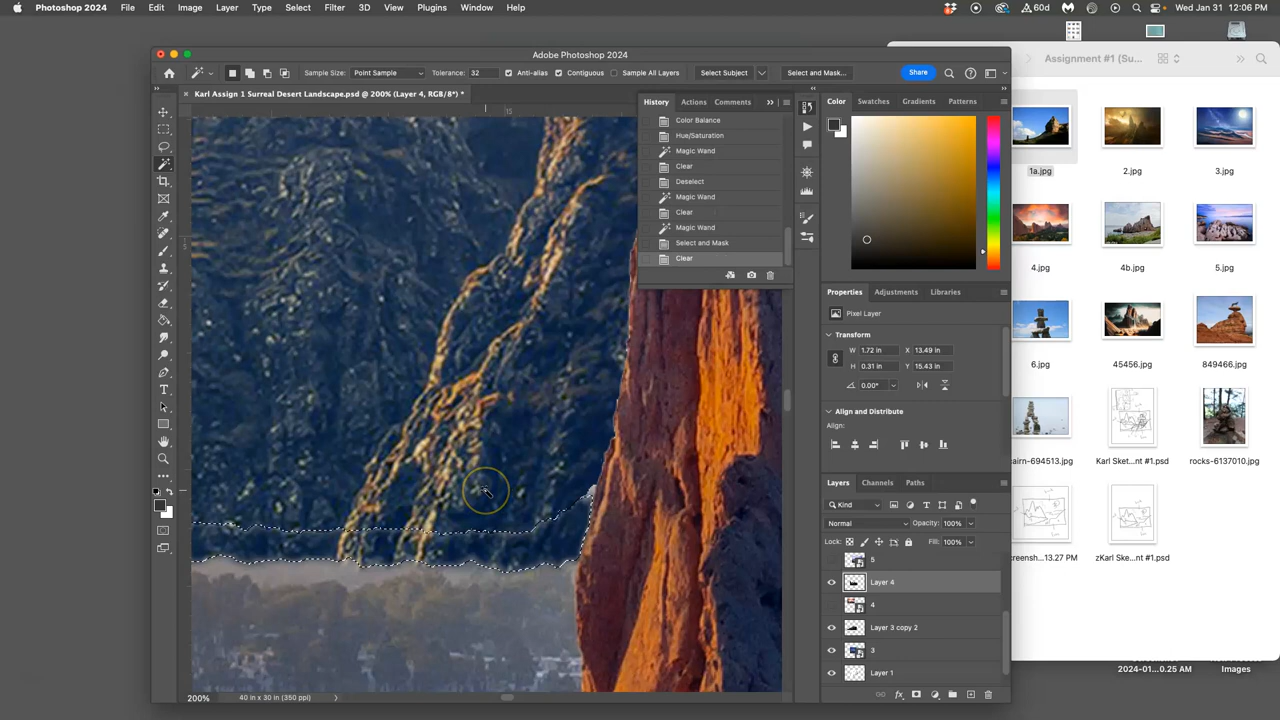 Photoshop 2024 File Edit Image Layer Type Select Filter 3D View Plugins Window Help 60d Wed Jan 31 12:06 PM
Adobe Photoshop 2024
Assignment #1 (Su...
Sample Size: Point Sample Tolerance: 32 Anti-alias Contiguous Sample All Layers Select Subject Select and Mask... Share
Karl Assign 1 Surreal Desert Landscape.psd @ 200% (Layer 4, RGB/8*) *
History Actions Comments
Color Swatches Gradients Patterns
15
Color Balance
Hue/Saturation
Magic Wand
Clear
Deselect
Magic Wand
Clear
Magic Wand
Select and Mask
Clear
1a.jpg 2.jpg 3.jpg
4.jpg 4b.jpg 5.jpg
Properties Adjustments Libraries
Pixel Layer
Transform
W 1.72 in X 13.49 in
H 0.31 in Y 15.43 in
0.00°
6.jpg 45456.jpg 849466.jpg
Align and Distribute
Align:
cairn-694513.jpg Karl Sket...nt #1.psd rocks-6137010.jpg
Layers Channels Paths
Kind
Normal Opacity: 100%
Lock: Fill: 100%
5
Layer 4
4
Layer 3 copy 2
3
Layer 1
creensh...13.27 PM zKarl Ske...nt #1.psd
2024-01...0.25 AM Images
200% 40 in x 30 in (350 ppi)